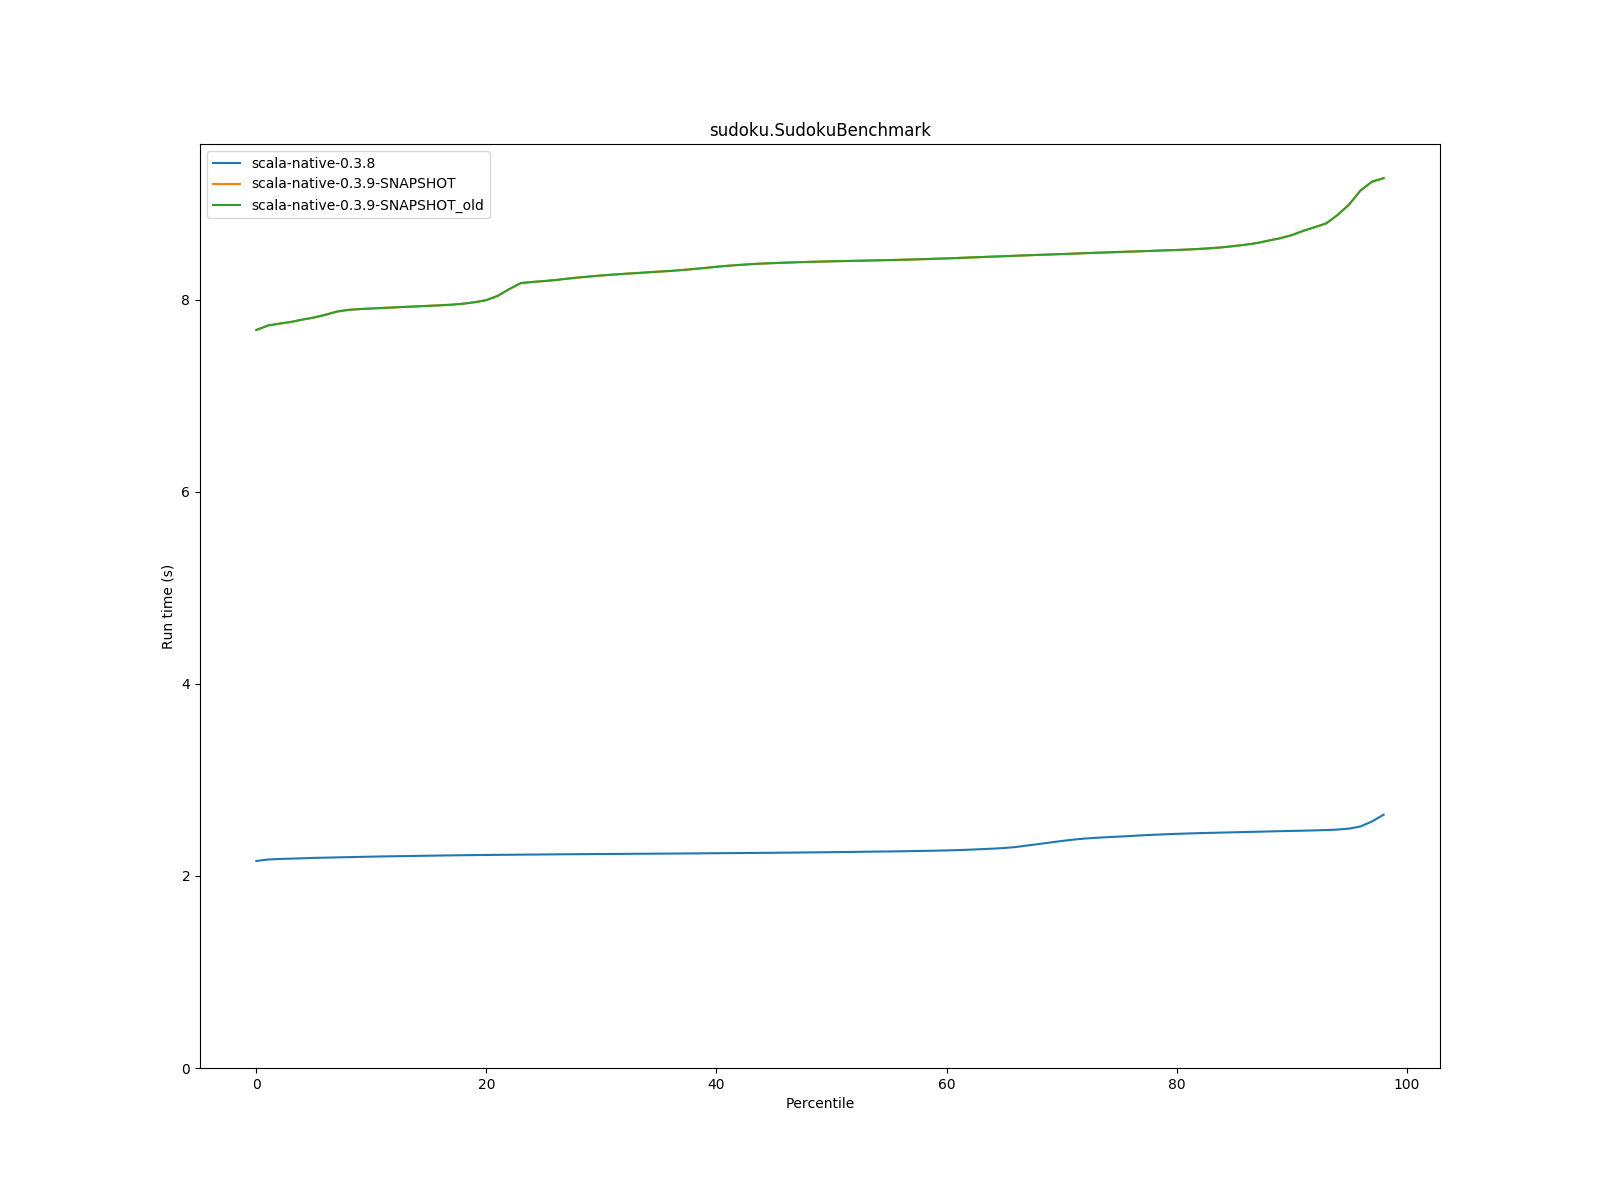 sudoku.SudokuBenchmark
scala-native-0.3.8
scala-native-0.3.9-SNAPSHOT
scala-native-0.3.9-SNAPSHOT_old
8
6
4
2
0
Run time (s)
0 20 40 60 80 100
Percentile